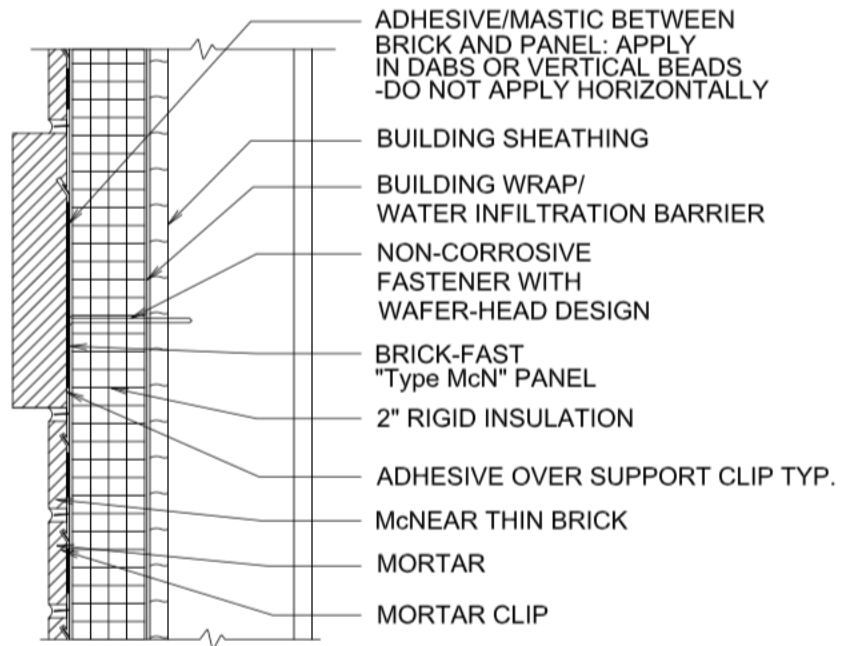 ADHESIVE/MASTIC BETWEEN
BRICK AND PANEL: APPLY
IN DABS OR VERTICAL BEADS
-DO NOT APPLY HORIZONTALLY
BUILDING SHEATHING
BUILDING WRAP/
WATER INFILTRATION BARRIER
NON-CORROSIVE
FASTENER WITH
WAFER-HEAD DESIGN
BRICK-FAST
"Type McN" PANEL
2" RIGID INSULATION
ADHESIVE OVER SUPPORT CLIP TYP.
McNEAR THIN BRICK
MORTAR
MORTAR CLIP